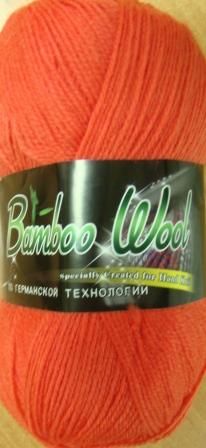 Bamboo Wool
Specially Created for Hand
ГЕРМАНСКОЙ ТЕХНОЛОГИИ